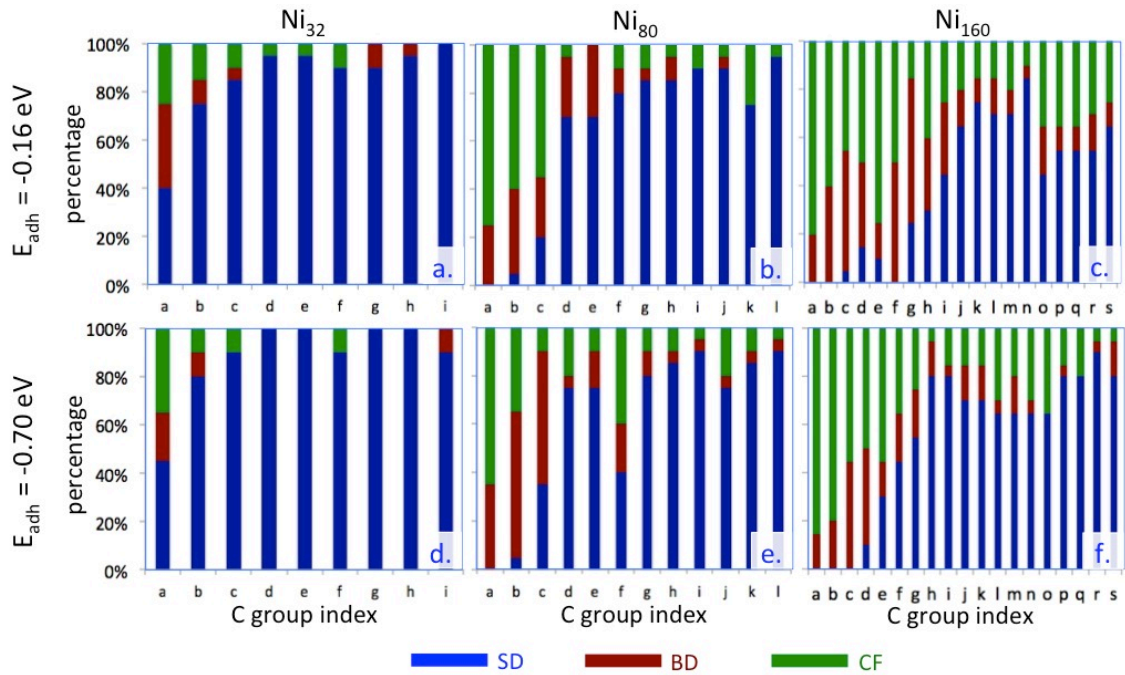 Ni32 Ni80 Ni160
Eadh = -0.16 eV
percentage
100%
80%
60%
40%
20%
0%
a.
b.
c.
a b c d e f g h i
a b c d e f g h i j k l
a b c d e f g h i j k l m n o p q r s
Eadh = -0.70 eV
percentage
100%
80%
60%
40%
20%
0%
d.
e.
f.
a b c d e f g h i
a b c d e f g h i j k l
a b c d e f g h i j k l m n o p q r s
C group index C group index C group index
SD BD CF